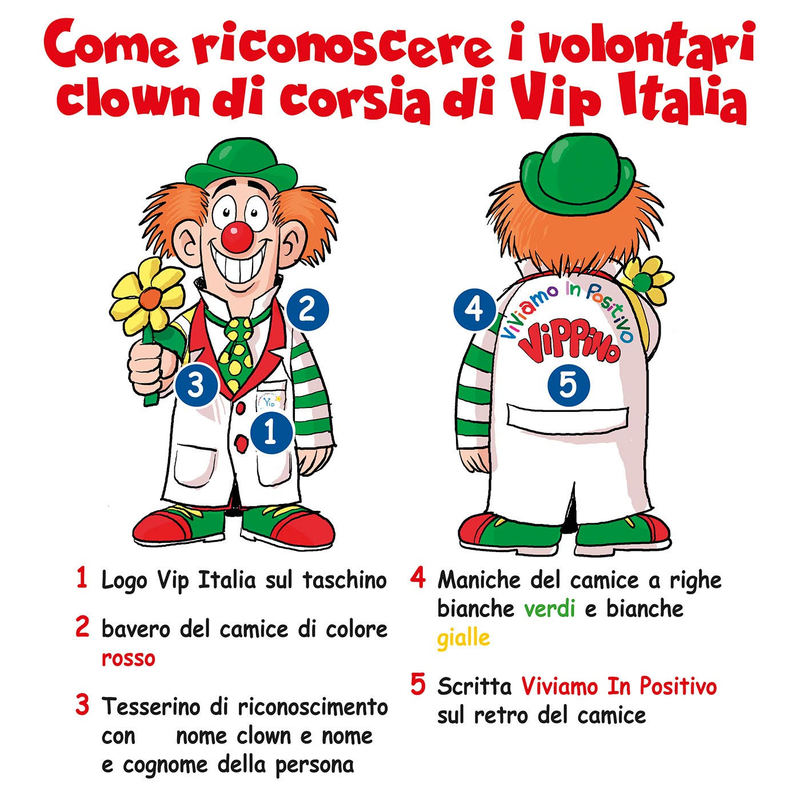 Come riconoscere i volontari
clown di corsia di Vip Italia
2
3
Vip
1
4
Viviamo In Positivo
VIPPINO
5
1 Logo Vip Italia sul taschino
2 bavero del camice di colore
rosso
3 Tesserino di riconoscimento
con nome clown e nome
e cognome della persona
4 Maniche del camice a righe
bianche verdi e bianche
gialle
5 Scritta Viviamo In Positivo
sul retro del camice